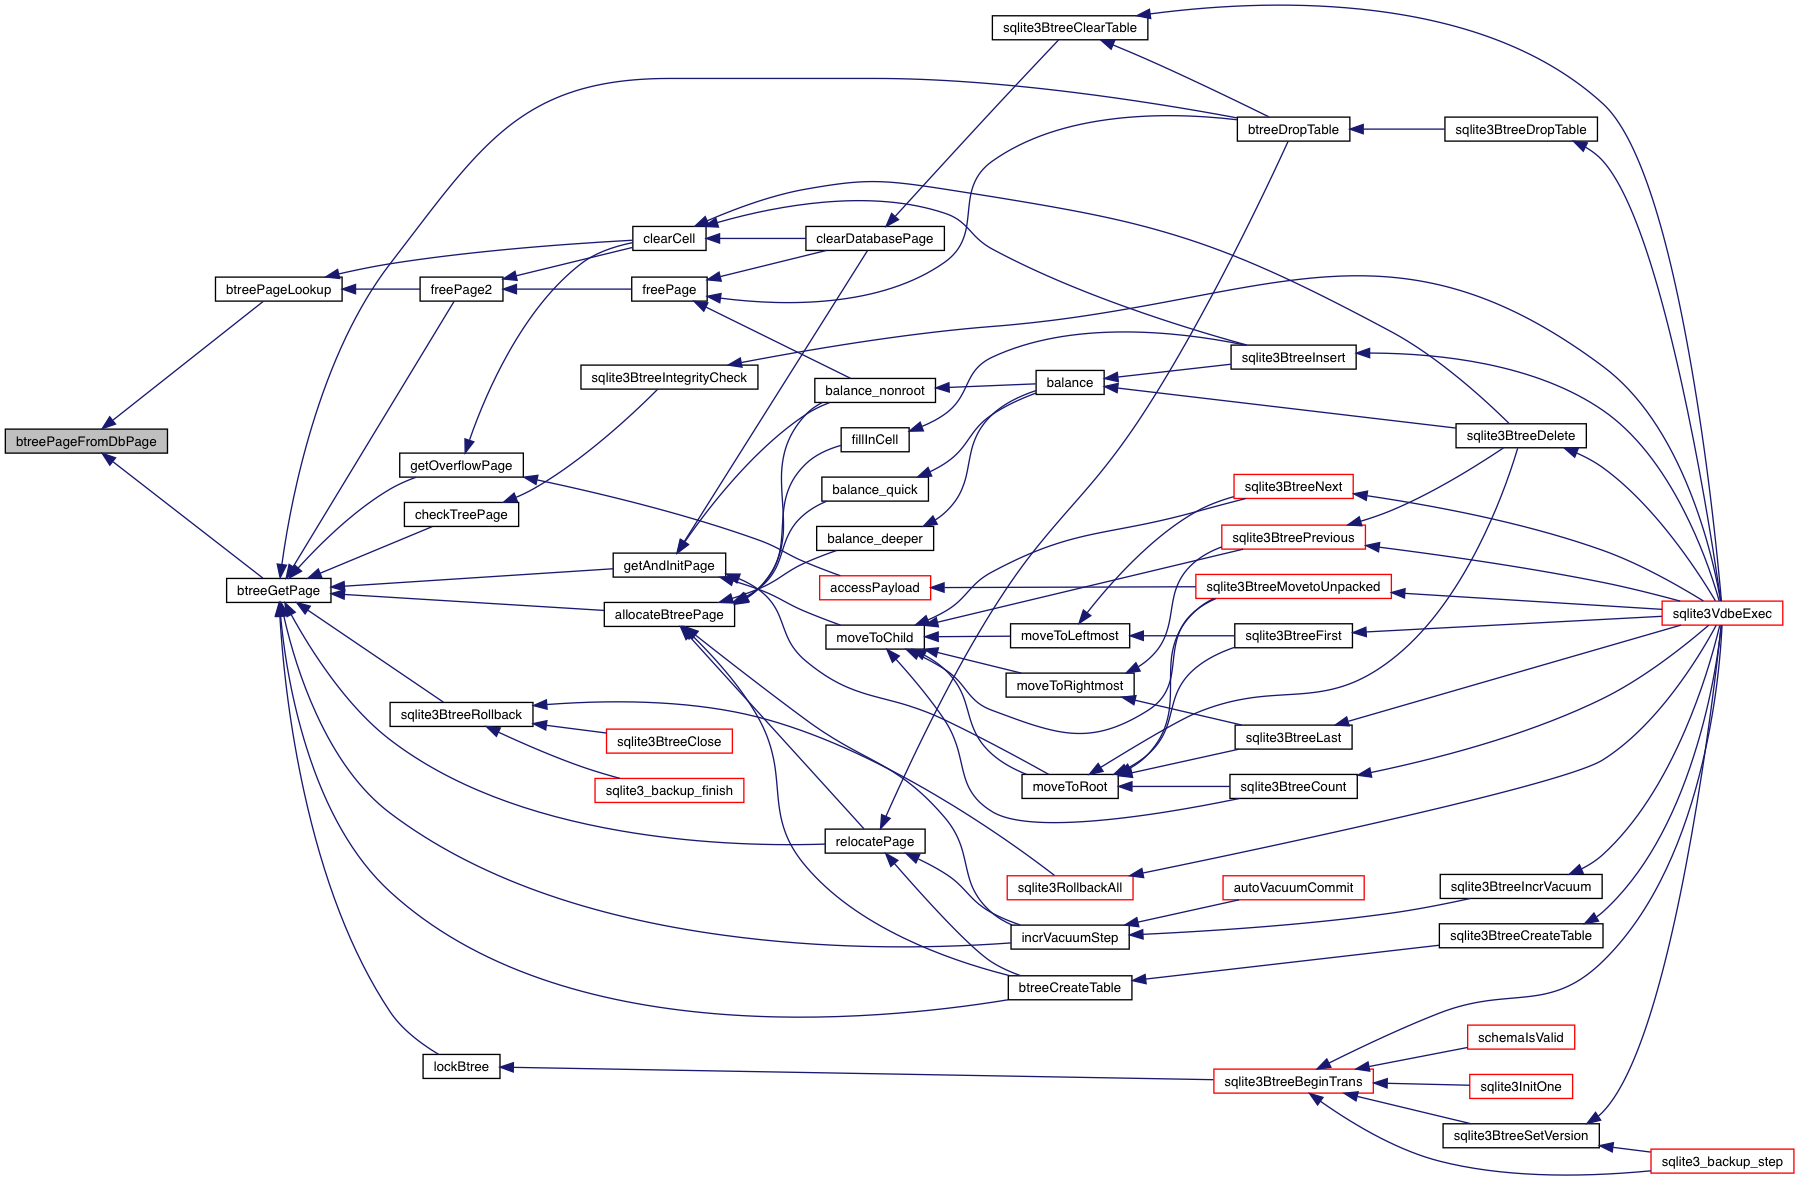 sqlite3BtreeClearTable
btreeDropTable
sqlite3BtreeDropTable
clearCell
clearDatabasePage
btreePageLookup
freePage2
freePage
sqlite3BtreeInsert
sqlite3BtreeIntegrityCheck
balance
balance_nonroot
btreePageFromDbPage
fillInCell
sqlite3BtreeDelete
getOverflowPage
balance_quick
sqlite3BtreeNext
checkTreePage
balance_deeper
sqlite3BtreePrevious
getAndInitPage
btreeGetPage
accessPayload
sqlite3BtreeMovetoUnpacked
allocateBtreePage
sqlite3VdbeExec
moveToChild
moveToLeftmost
sqlite3BtreeFirst
moveToRightmost
sqlite3BtreeRollback
sqlite3BtreeClose
sqlite3BtreeLast
sqlite3_backup_finish
moveToRoot
sqlite3BtreeCount
relocatePage
sqlite3RollbackAll
autoVacuumCommit
sqlite3BtreeIncrVacuum
incrVacuumStep
sqlite3BtreeCreateTable
btreeCreateTable
schemaIsValid
lockBtree
sqlite3BtreeBeginTrans
sqlite3InitOne
sqlite3BtreeSetVersion
sqlite3_backup_step